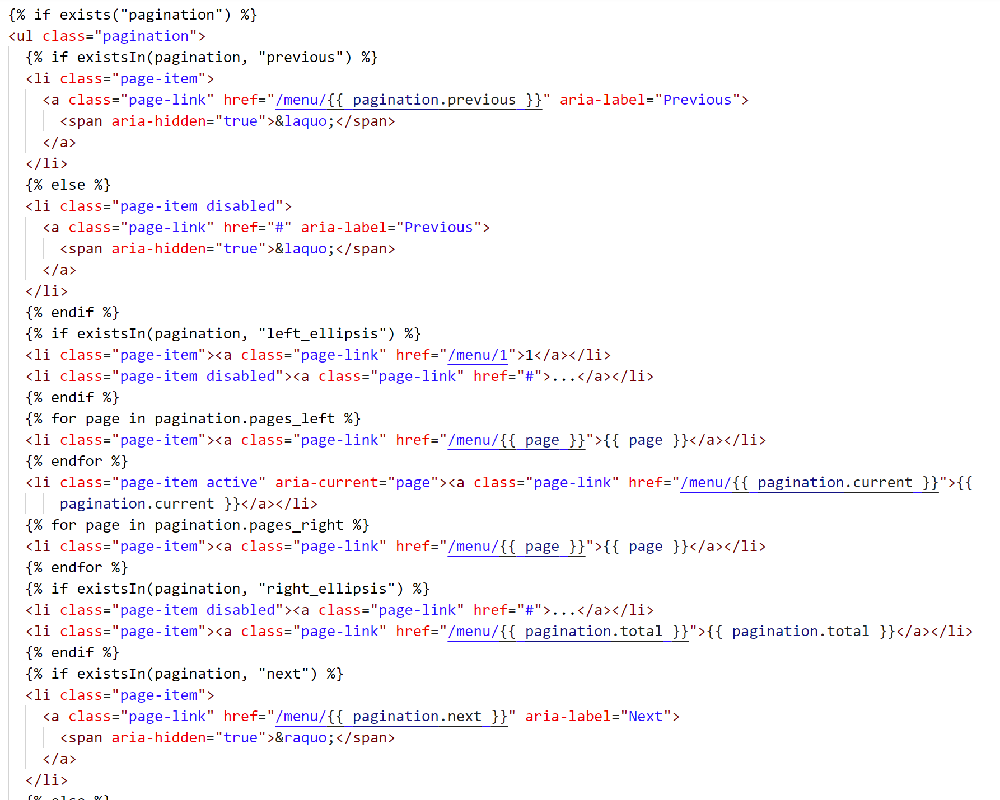 {% if exists("pagination") %}
<ul class="pagination">
{% if existsIn(pagination, "previous") %}
<li class="page-item">
<a class="page-link" href="/menu/{{ pagination.previous }}" aria-label="Previous">
<span aria-hidden="true">&laquo;</span>
</a>
</li>
{% else %}
<li class="page-item disabled">
<a class="page-link" href="#" aria-label="Previous">
<span aria-hidden="true">&laquo;</span>
</a>
</li>
{% endif %}
{% if existsIn(pagination, "left_ellipsis") %}
<li class="page-item"><a class="page-link" href="/menu/1">1</a></li>
<li class="page-item disabled"><a class="page-link" href="#">...</a></li>
{% endif %}
{% for page in pagination.pages_left %}
<li class="page-item"><a class="page-link" href="/menu/{{ page }}">{{ page }}</a></li>
{% endfor %}
<li class="page-item active" aria-current="page"><a class="page-link" href="/menu/{{ pagination.current }}">{{
pagination.current }}</a></li>
{% for page in pagination.pages_right %}
<li class="page-item"><a class="page-link" href="/menu/{{ page }}">{{ page }}</a></li>
{% endfor %}
{% if existsIn(pagination, "right_ellipsis") %}
<li class="page-item disabled"><a class="page-link" href="#">...</a></li>
<li class="page-item"><a class="page-link" href="/menu/{{ pagination.total }}">{{ pagination.total }}</a></li>
{% endif %}
{% if existsIn(pagination, "next") %}
<li class="page-item">
<a class="page-link" href="/menu/{{ pagination.next }}" aria-label="Next">
<span aria-hidden="true">&raquo;</span>
</a>
</li>
{% else %}